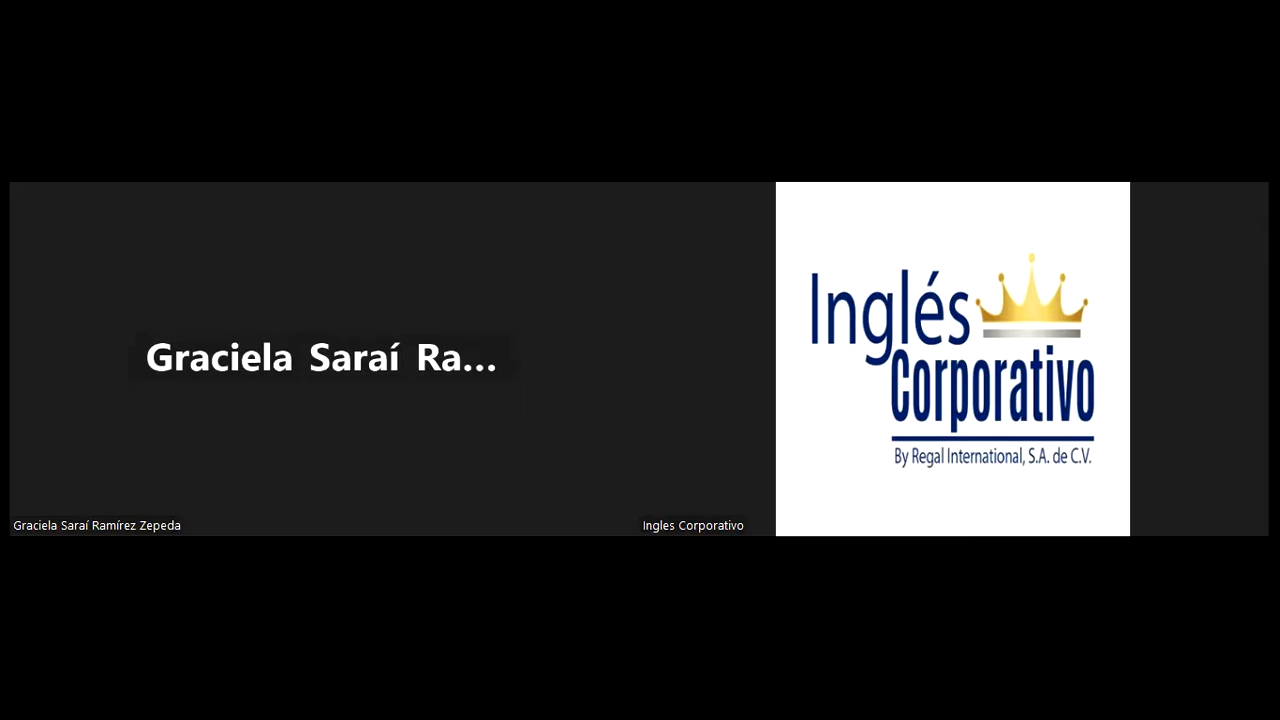 Graciela Saraí Ra...
Graciela Saraí Ramírez Zepeda
Ingles Corporativo
Inglés
Corporativo
By Regal International, S.A. de C.V.